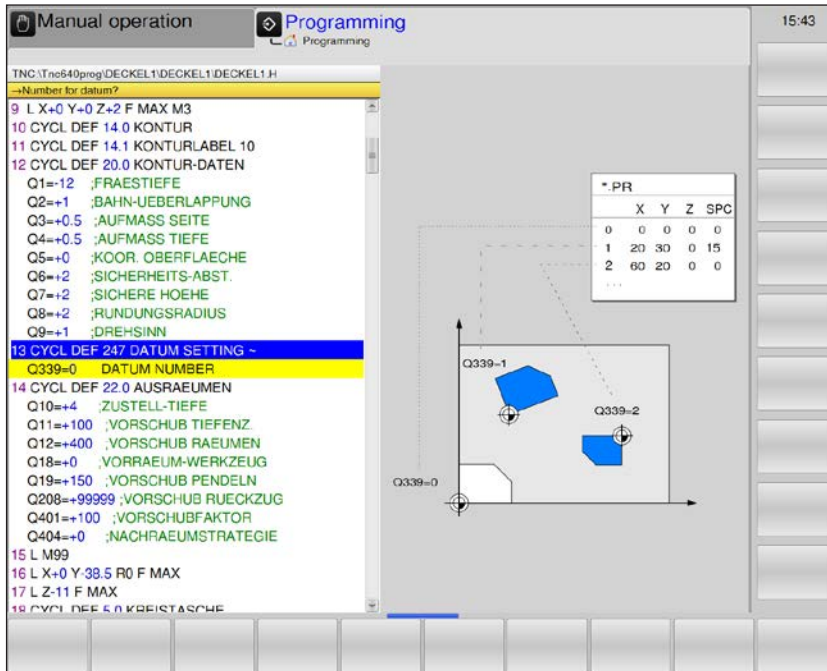 Manual operation
Programming
Programming
15:43
TNC:\Tnc640prog\DECKEL1\DECKEL1\DECKEL1.H
→Number for datum?
9 L X+0 Y+0 Z+2 F MAX M3
10 CYCL DEF 14.0 KONTUR
11 CYCL DEF 14.1 KONTURLABEL 10
12 CYCL DEF 20.0 KONTUR-DATEN
Q1=-12 ;FRAESTIEFE
Q2=+1 ;BAHN-UEBERLAPPUNG
Q3=+0.5 ;AUFMASS SEITE
Q4=+0.5 ;AUFMASS TIEFE
Q5=+0 ;KOOR. OBERFLAECHE
Q6=+2 ;SICHERHEITS-ABST.
Q7=+2 ;SICHERE HOEHE
Q8=+2 ;RUNDUNGSRADIUS
Q9=+1 ;DREHSINN
13 CYCL DEF 247 DATUM SETTING ~
Q339=0 DATUM NUMBER
14 CYCL DEF 22.0 AUSRAEUMEN
Q10=+4 ;ZUSTELL-TIEFE
Q11=+100 ;VORSCHUB TIEFENZ.
Q12=+400 ;VORSCHUB RAEUMEN
Q18=+0 ;VORRAEUM-WERKZEUG
Q19=+150 ;VORSCHUB PENDELN
Q208=+99999 ;VORSCHUB RUECKZUG
Q401=+100 ;VORSCHUBFAKTOR
Q404=+0 ;NACHRAEUMSTRATEGIE
15 L M99
16 L X+0 Y-38.5 R0 F MAX
17 L Z-11 F MAX
18 CYCL DEF 5.0 KREISTASCHE
*.PR
X Y Z SPC
0 0 0 0 0
1 20 30 0 15
2 60 20 0 0
...
Q339=1
Q339=2
Q339=0